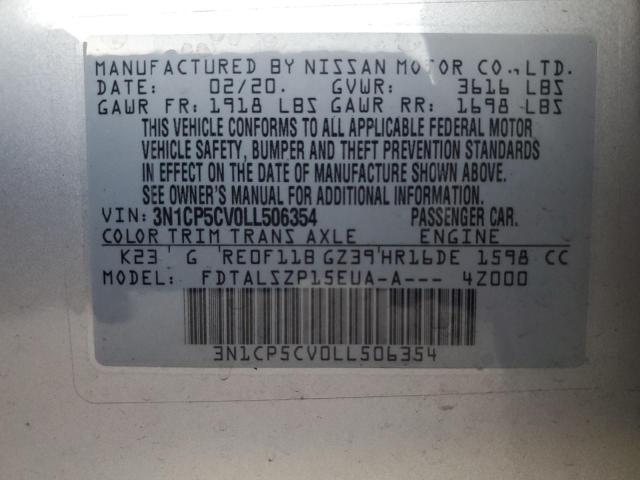 MANUFACTURED BY NISSAN MOTOR CO., LTD.
DATE: 02/20. GVWR: 3616 LBS
GAWR FR: 1918 LBS GAWR RR: 1698 LBS
THIS VEHICLE CONFORMS TO ALL APPLICABLE FEDERAL MOTOR
VEHICLE SAFETY, BUMPER AND THEFT PREVENTION STANDARDS
IN EFFECT ON THE DATE OF MANUFACTURE SHOWN ABOVE.
SEE OWNER'S MANUAL FOR ADDITIONAL INFORMATION.
VIN: 3N1CP5CV0LL506354 PASSENGER CAR.
COLOR TRIM TRANS AXLE ENGINE
K23 G RE0F11B GZ39 HR16DE 1598 CC
MODEL: FDTALSZP15EUA-A--- 4Z000
3N1CP5CV0LL506354